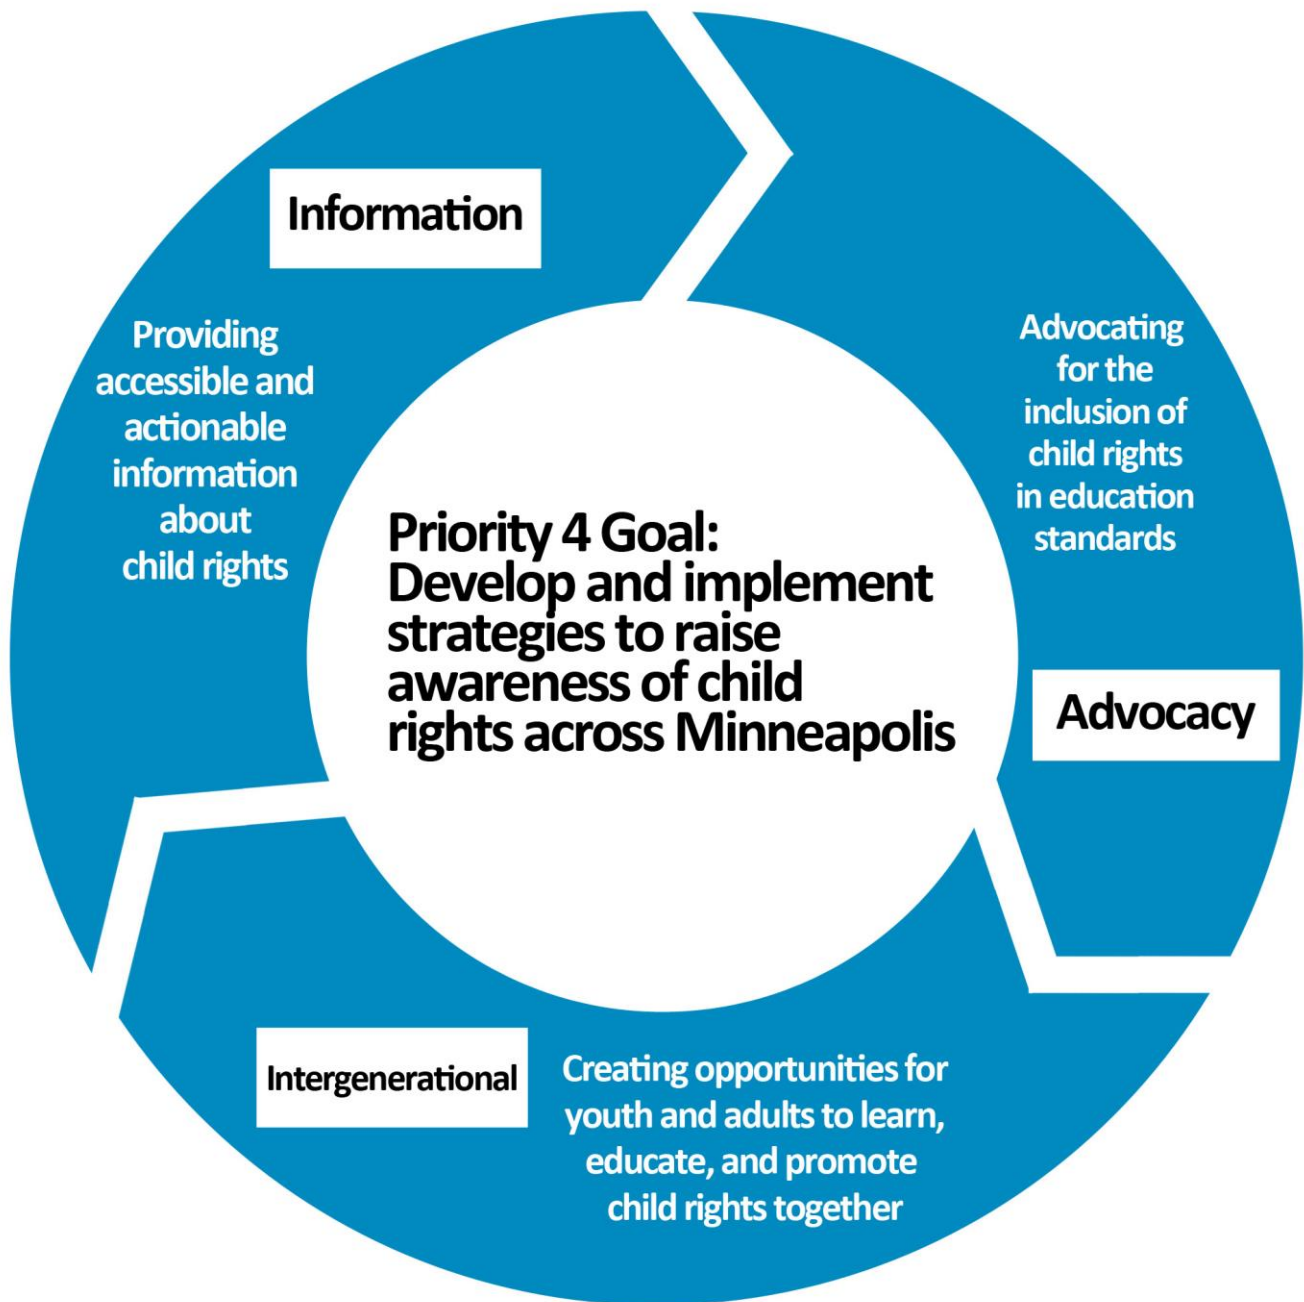 Information
Providing
accessible and
actionable
information
about
child rights
Advocating
for the
inclusion of
child rights
in education
standards
Advocacy
Priority 4 Goal:
Develop and implement
strategies to raise
awareness of child
rights across Minneapolis
Intergenerational
Creating opportunities for
youth and adults to learn,
educate, and promote
child rights together